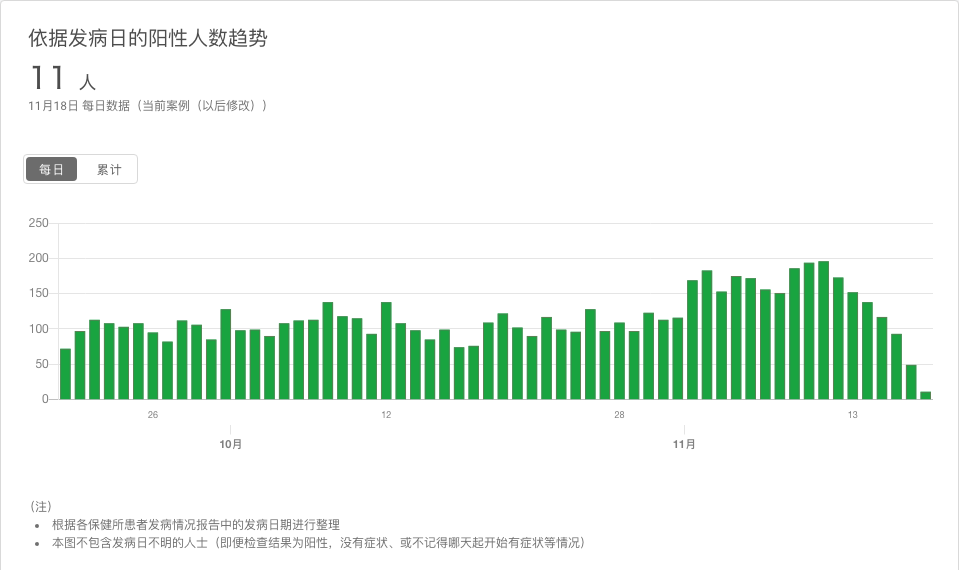 依据发病日的阳性人数趋势
11 人
11月18日 每日数据（当前案例（以后修改））
每日 累计
250
200
150
100
50
0
26 12 28 13
10月 11月
（注）
• 根据各保健所患者发病情况报告中的发病日期进行整理
• 本图不包含发病日不明的人士（即便检查结果为阳性，没有症状、或不记得哪天起开始有症状等情况）